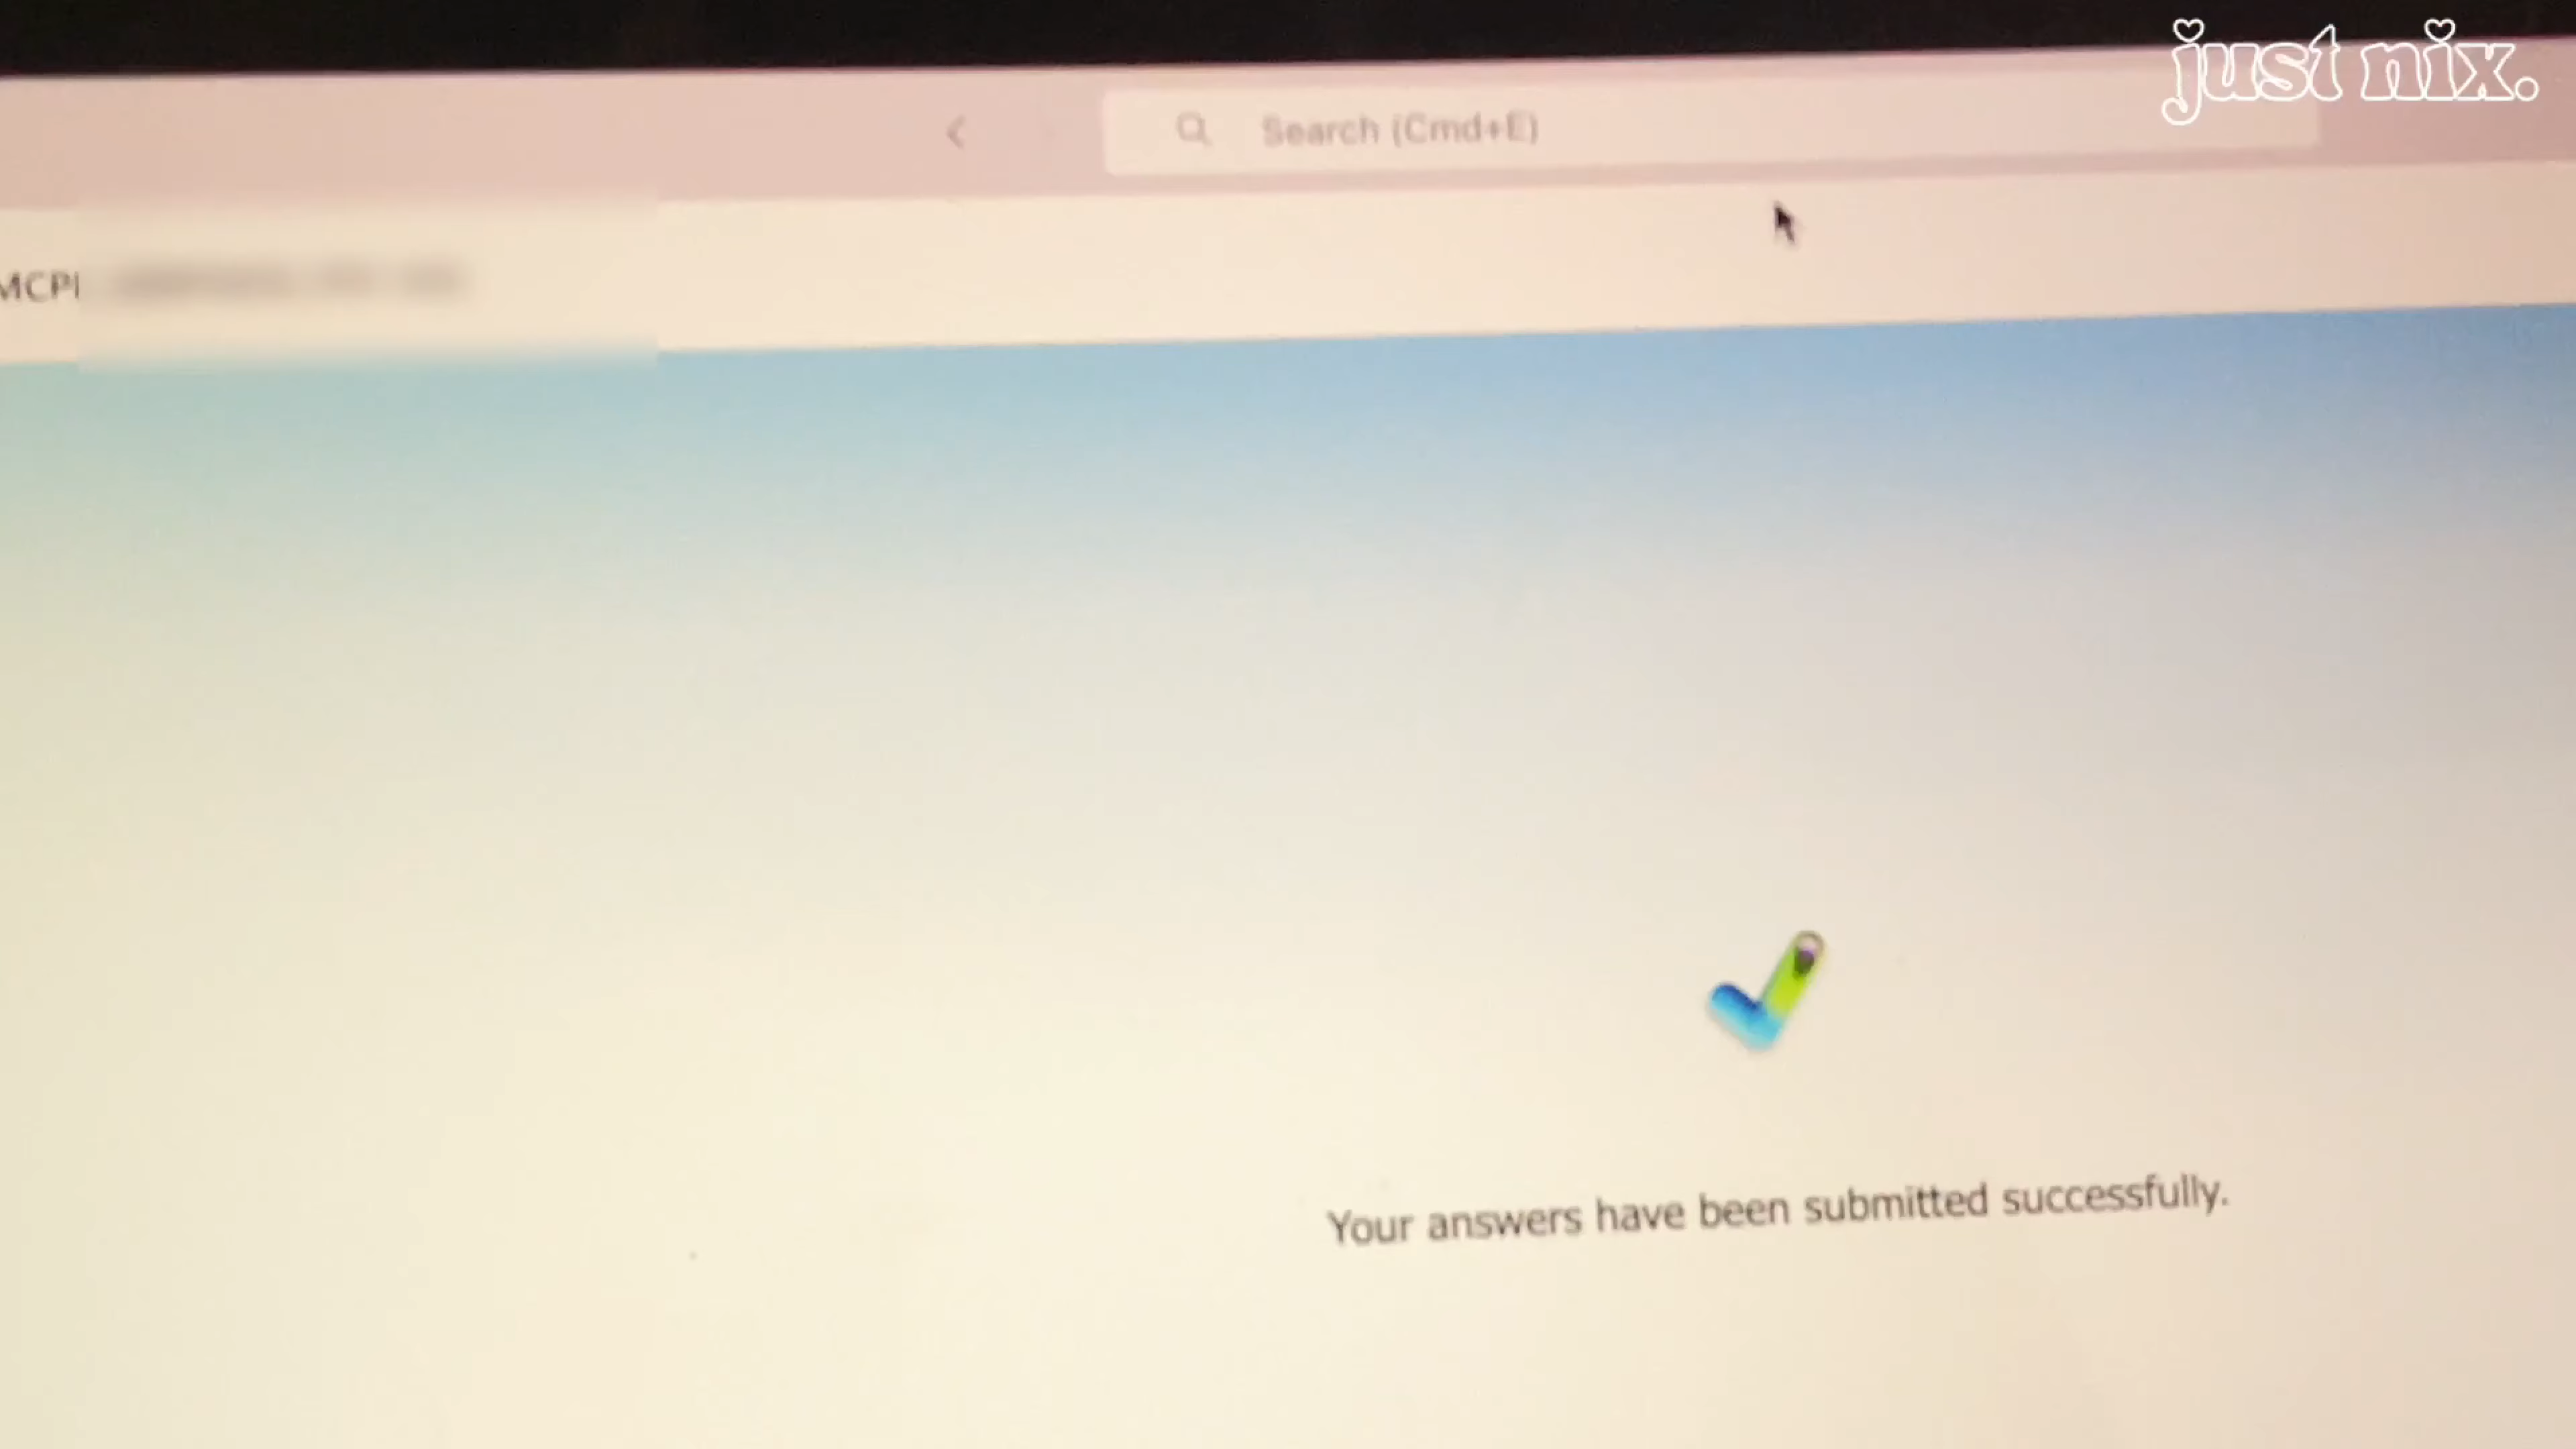 just nix.
Search (Cmd+E)
MCPI
Your answers have been submitted successfully.